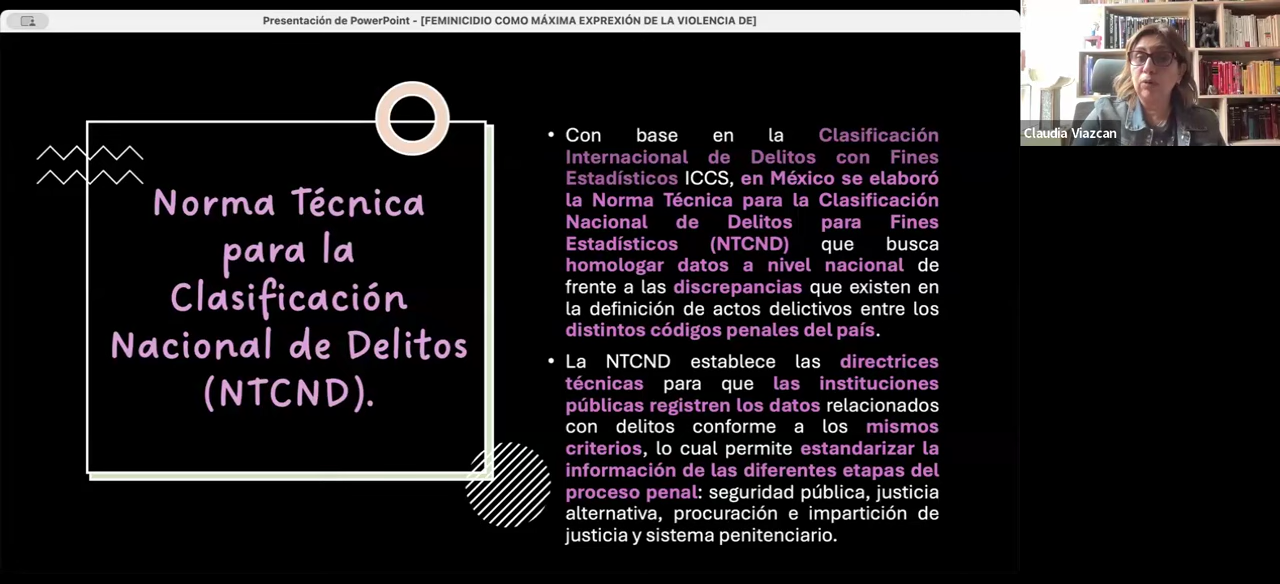 Presentación de PowerPoint - [FEMINICIDIO COMO MÁXIMA EXPREXIÓN DE LA VIOLENCIA DE]
Norma Técnica
para la
Clasificación
Nacional de Delitos
(NTCND).
• Con base en la Clasificación
Internacional de Delitos con Fines
Estadísticos ICCS, en México se elaboró
la Norma Técnica para la Clasificación
Nacional de Delitos para Fines
Estadísticos (NTCND) que busca
homologar datos a nivel nacional de
frente a las discrepancias que existen en
la definición de actos delictivos entre los
distintos códigos penales del país.
• La NTCND establece las directrices
técnicas para que las instituciones
públicas registren los datos relacionados
con delitos conforme a los mismos
criterios, lo cual permite estandarizar la
información de las diferentes etapas del
proceso penal: seguridad pública, justicia
alternativa, procuración e impartición de
justicia y sistema penitenciario.
Claudia Viazcan